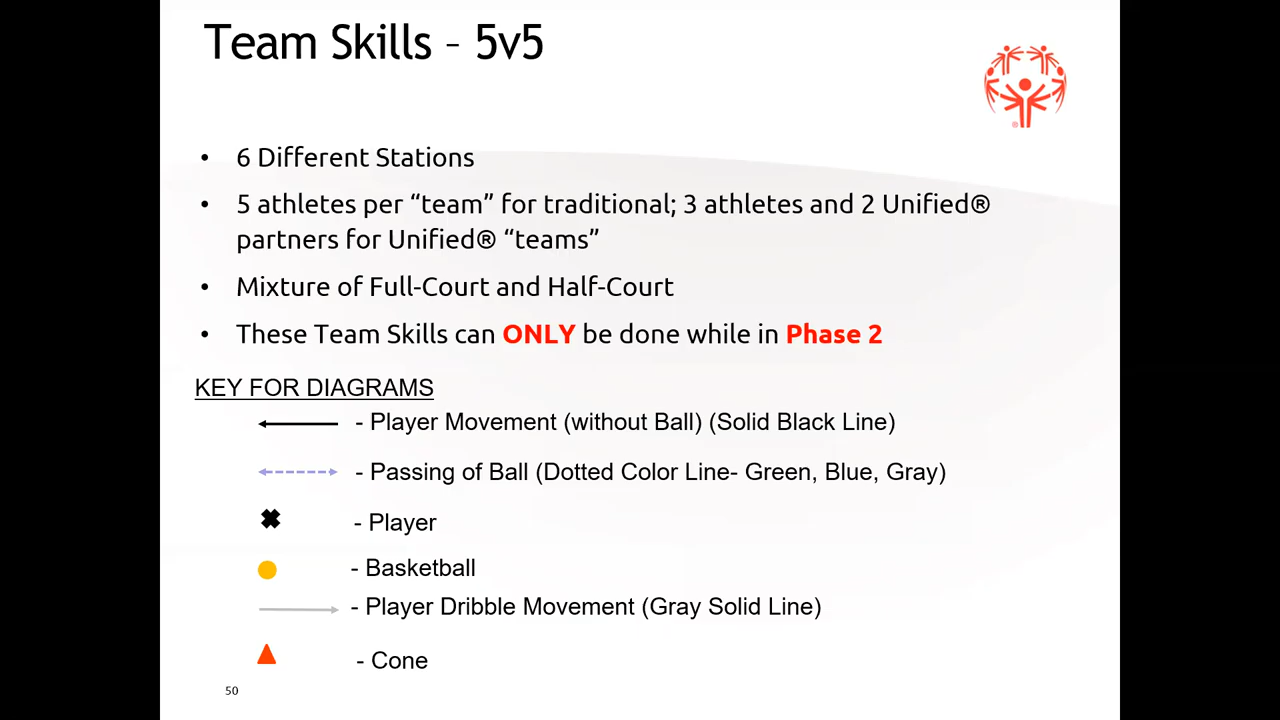 Team Skills – 5v5
• 6 Different Stations
• 5 athletes per “team” for traditional; 3 athletes and 2 Unified®
partners for Unified® “teams”
• Mixture of Full-Court and Half-Court
• These Team Skills can ONLY be done while in Phase 2
KEY FOR DIAGRAMS
- Player Movement (without Ball) (Solid Black Line)
- Passing of Ball (Dotted Color Line- Green, Blue, Gray)
- Player
- Basketball
- Player Dribble Movement (Gray Solid Line)
- Cone
50